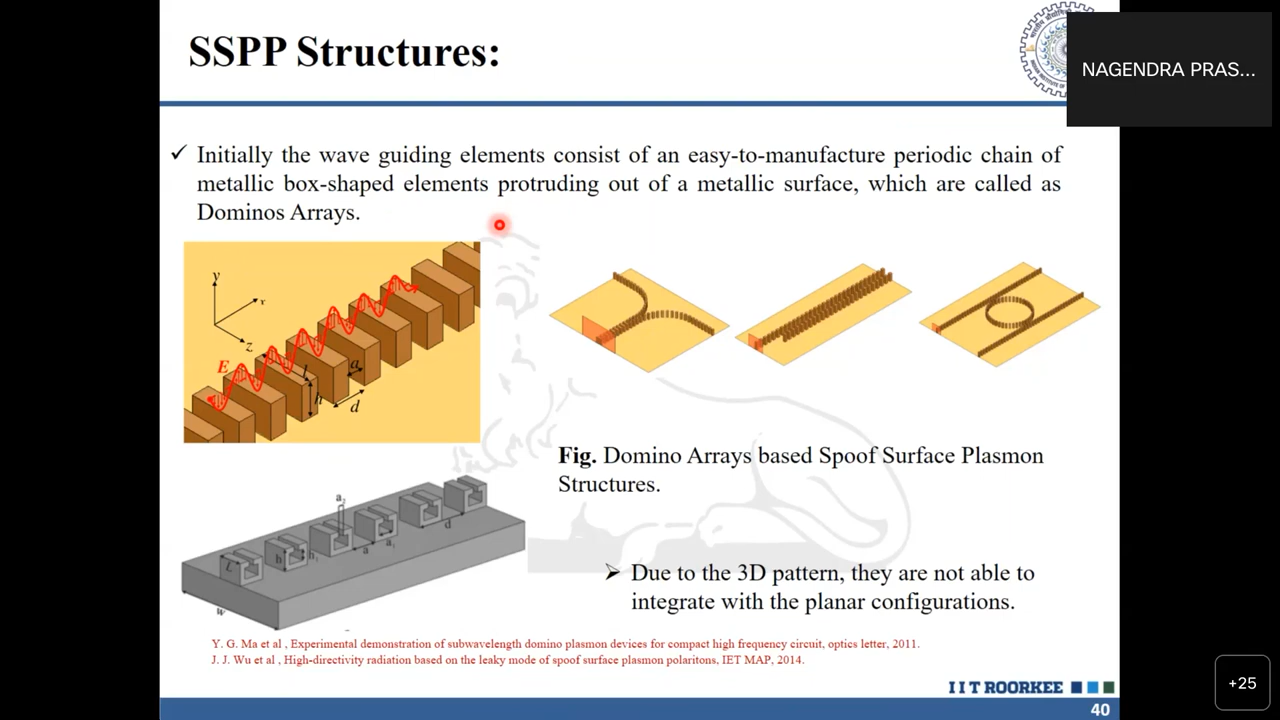 SSPP Structures:
NAGENDRA PRAS...
✓ Initially the wave guiding elements consist of an easy-to-manufacture periodic chain of
metallic box-shaped elements protruding out of a metallic surface, which are called as
Dominos Arrays.
y
x
z
E
l
a
h
d
Fig. Domino Arrays based Spoof Surface Plasmon
Structures.
a₂
d
a₁
a
h
h₁
L
w
➢ Due to the 3D pattern, they are not able to
integrate with the planar configurations.
Y. G. Ma et al , Experimental demonstration of subwavelength domino plasmon devices for compact high frequency circuit, optics letter, 2011.
J. J. Wu et al , High-directivity radiation based on the leaky mode of spoof surface plasmon polaritons, IET MAP, 2014.
I I T ROORKEE
40
+25